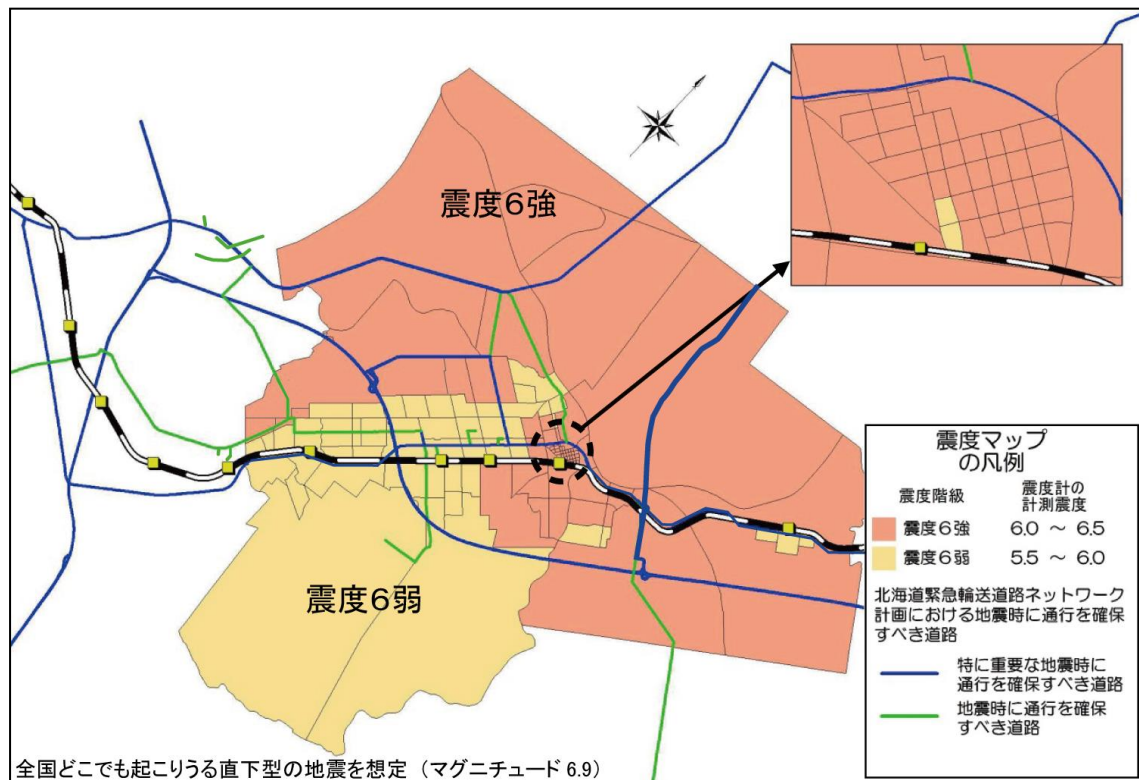 震度6強
震度6弱
震度マップ
の凡例
震度階級
震度計の
計測震度
震度6強 6.0 ～ 6.5
震度6弱 5.5 ～ 6.0
北海道緊急輸送道路ネットワーク
計画における地震時に通行を確保
すべき道路
特に重要な地震時に
通行を確保すべき道路
地震時に通行を確保
すべき道路
全国どこでも起こりうる直下型の地震を想定 （マグニチュード 6.9）